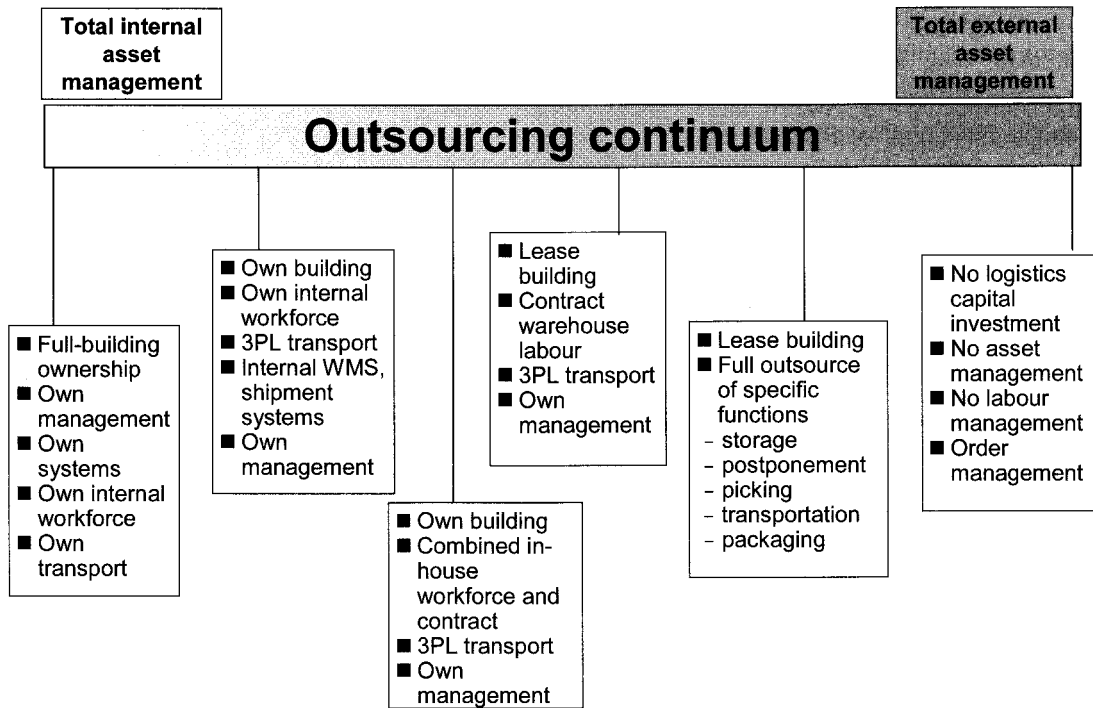 Total internal
asset
management
Total external
asset
management
Outsourcing continuum
■ Full-building
ownership
■ Own
management
■ Own
systems
■ Own internal
workforce
■ Own
transport
■ Own building
■ Own internal
workforce
■ 3PL transport
■ Internal WMS,
shipment
systems
■ Own
management
■ Own building
■ Combined in-
house
workforce and
contract
■ 3PL transport
■ Own
management
■ Lease
building
■ Contract
warehouse
labour
■ 3PL transport
■ Own
management
■ Lease building
■ Full outsource
of specific
functions
– storage
– postponement
– picking
– transportation
– packaging
■ No logistics
capital
investment
■ No asset
management
■ No labour
management
■ Order
management